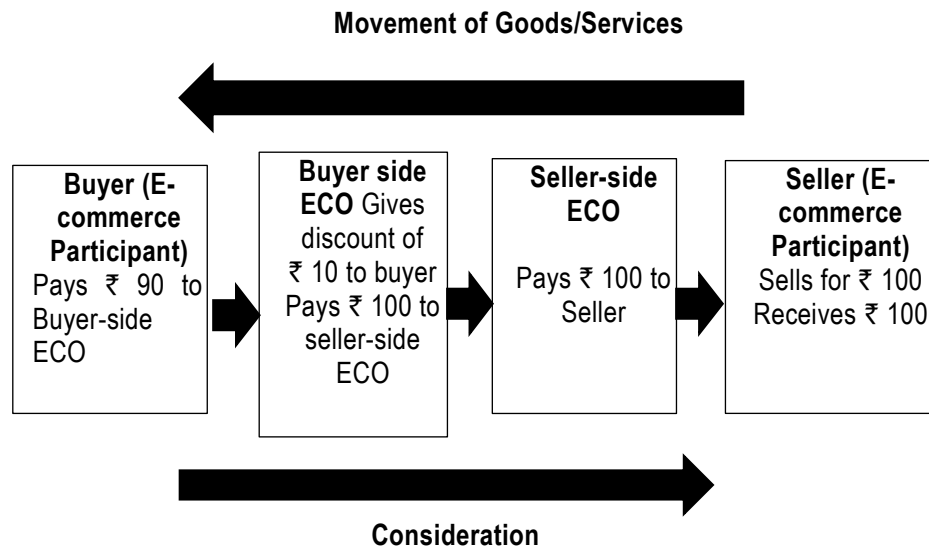 Movement of Goods/Services
Buyer (E-
commerce
Participant)
Pays ₹ 90 to
Buyer-side
ECO
Buyer side
ECO Gives
discount of
₹ 10 to buyer
Pays ₹ 100 to
seller-side
ECO
Seller-side
ECO
Pays ₹ 100 to
Seller
Seller (E-
commerce
Participant)
Sells for ₹ 100
Receives ₹ 100
Consideration